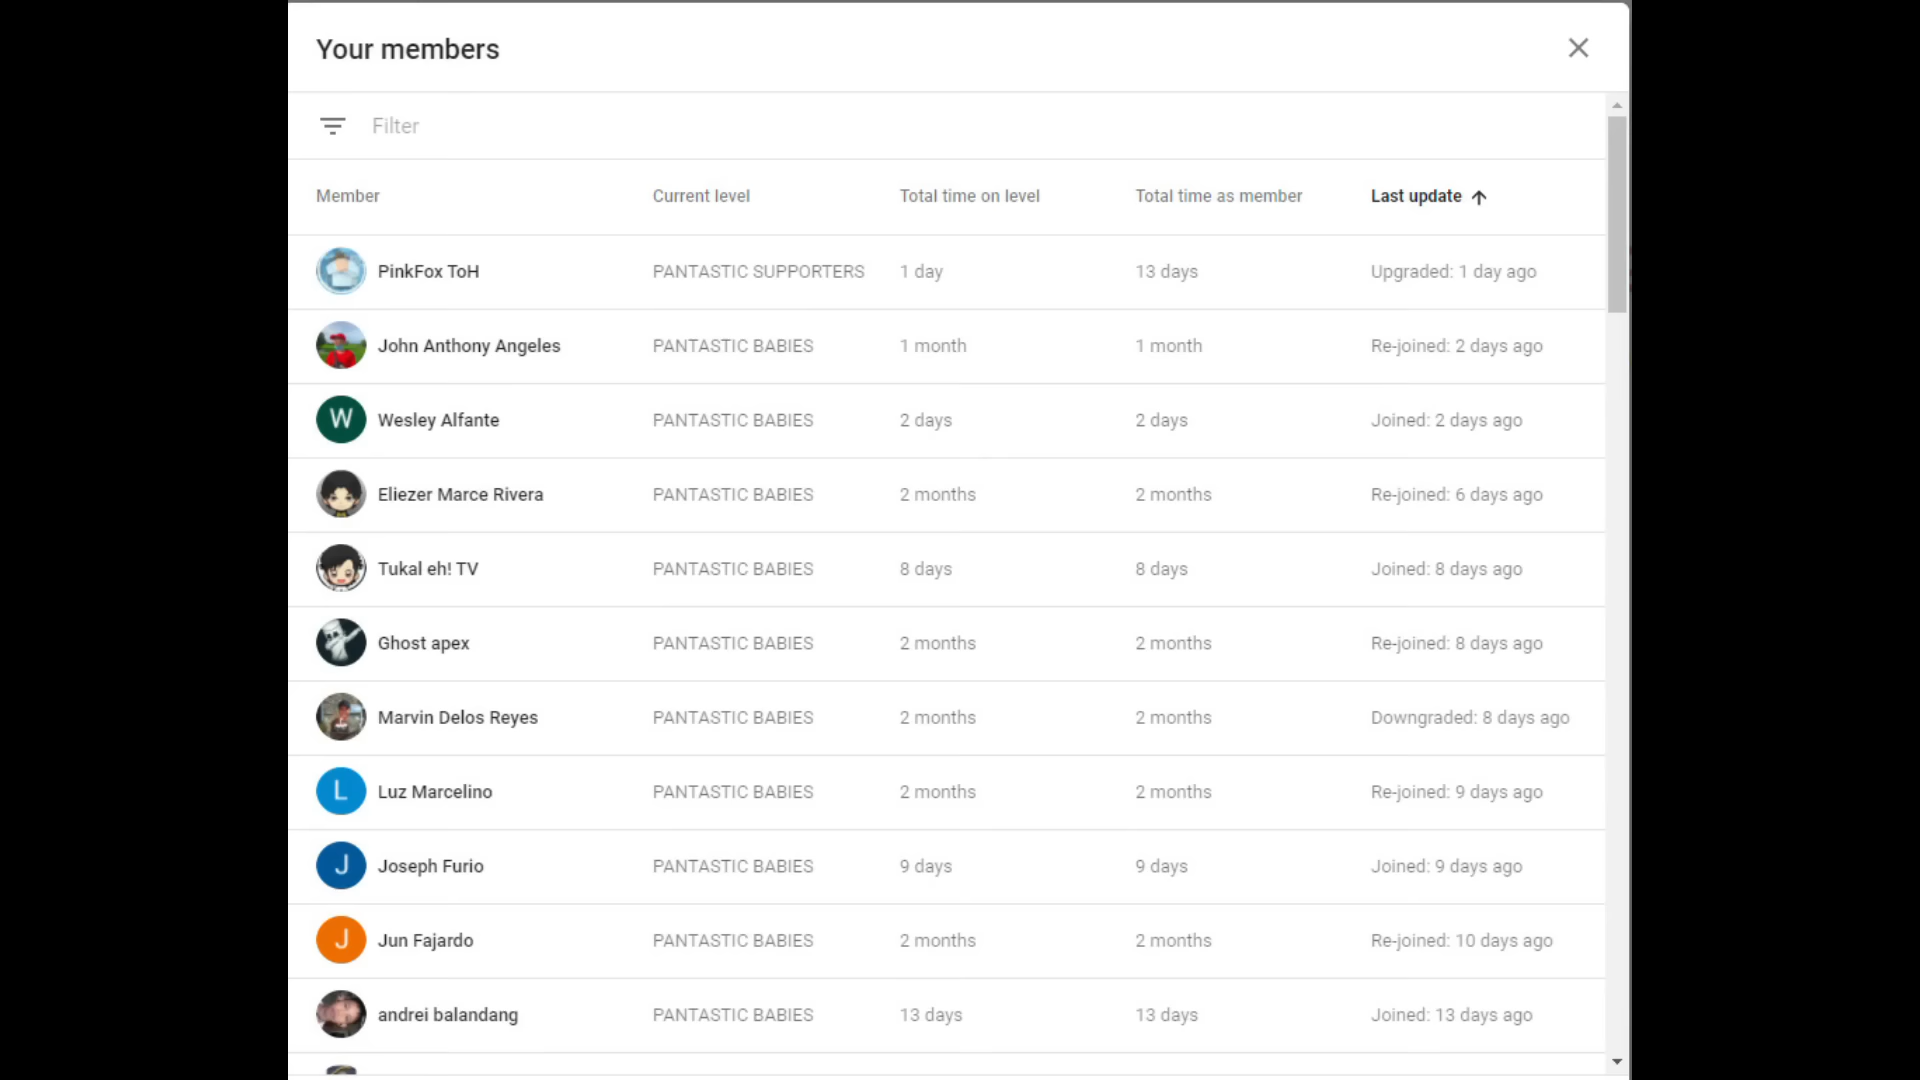 Your members
Filter
Member Current level Total time on level Total time as member Last update
PinkFox ToH PANTASTIC SUPPORTERS 1 day 13 days Upgraded: 1 day ago
John Anthony Angeles PANTASTIC BABIES 1 month 1 month Re-joined: 2 days ago
W Wesley Alfante PANTASTIC BABIES 2 days 2 days Joined: 2 days ago
Eliezer Marce Rivera PANTASTIC BABIES 2 months 2 months Re-joined: 6 days ago
Tukal eh! TV PANTASTIC BABIES 8 days 8 days Joined: 8 days ago
Ghost apex PANTASTIC BABIES 2 months 2 months Re-joined: 8 days ago
Marvin Delos Reyes PANTASTIC BABIES 2 months 2 months Downgraded: 8 days ago
L Luz Marcelino PANTASTIC BABIES 2 months 2 months Re-joined: 9 days ago
J Joseph Furio PANTASTIC BABIES 9 days 9 days Joined: 9 days ago
J Jun Fajardo PANTASTIC BABIES 2 months 2 months Re-joined: 10 days ago
andrei balandang PANTASTIC BABIES 13 days 13 days Joined: 13 days ago